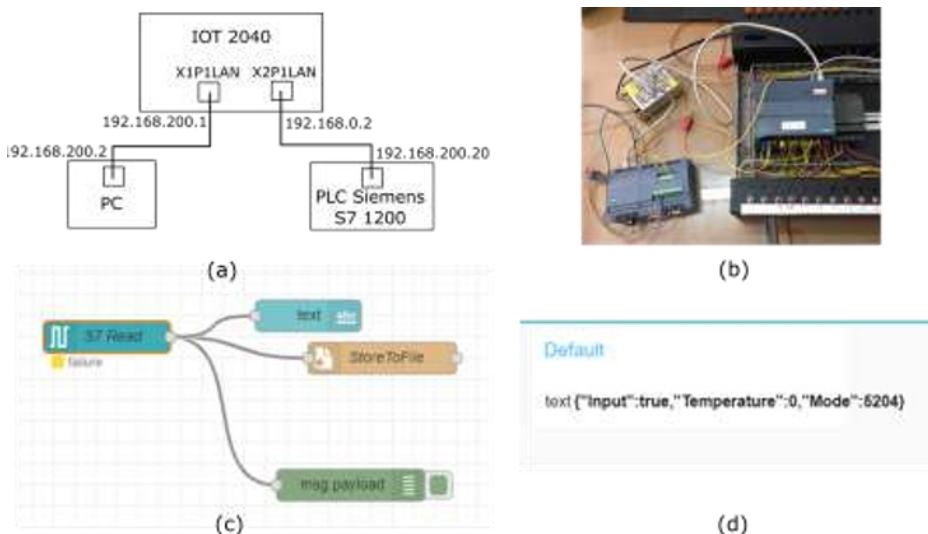 IOT 2040
X1P1LAN X2P1LAN
192.168.200.1
192.168.0.2
92.168.200.2
192.168.200.20
PC
PLC Siemens
S7 1200
(a)
(b)
text abc
S7 Read
StoreToFile
failure
msg.payload
(c)
Default
text {"Input":true,"Temperature":0,"Mode":5204}
(d)